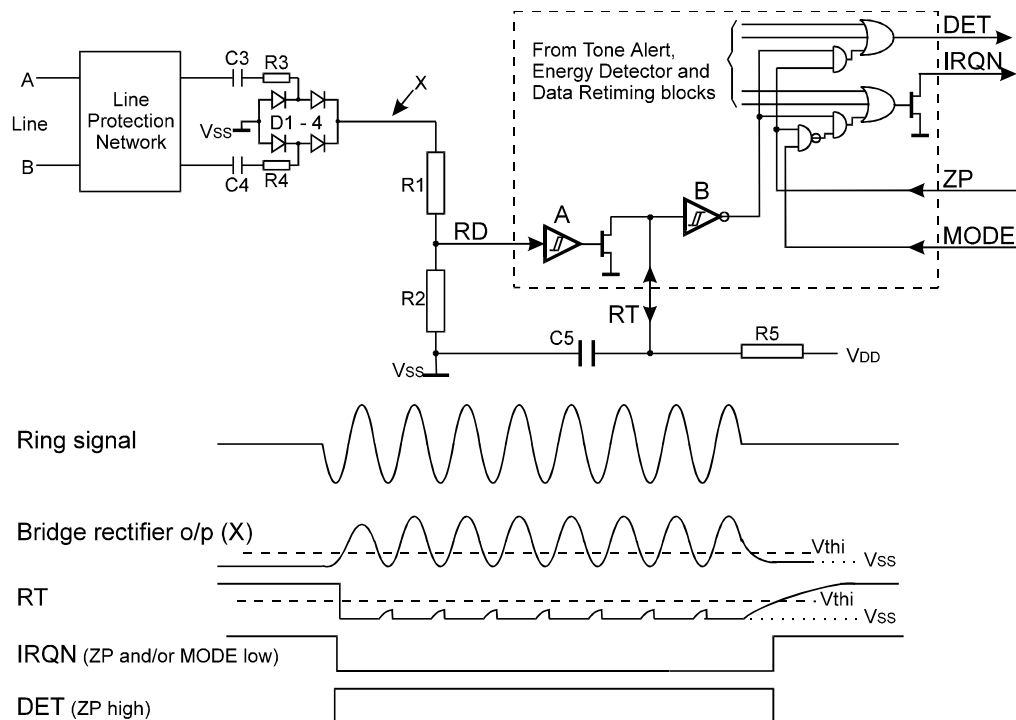 DET
IRQN
From Tone Alert,
Energy Detector and
Data Retiming blocks
C3
R3
X
A
Line
B
Line
Protection
Network
VSS
D1 - 4
C4
R4
R1
ZP
A
B
RD
MODE
R2
RT
C5
R5
VSS
VDD
Ring signal
Bridge rectifier o/p (X)
Vthi
VSS
RT
Vthi
VSS
IRQN (ZP and/or MODE low)
DET (ZP high)